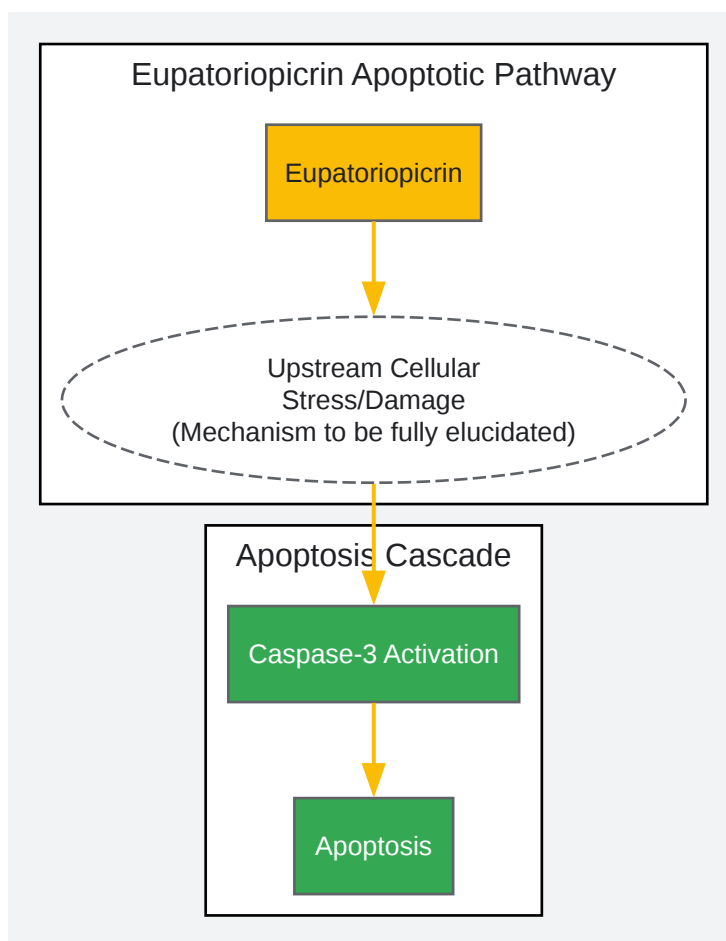 Eupatoriopicrin Apoptotic Pathway
Eupatoriopicrin
Upstream Cellular
Stress/Damage
(Mechanism to be fully elucidated)
Apoptosis Cascade
Caspase-3 Activation
Apoptosis